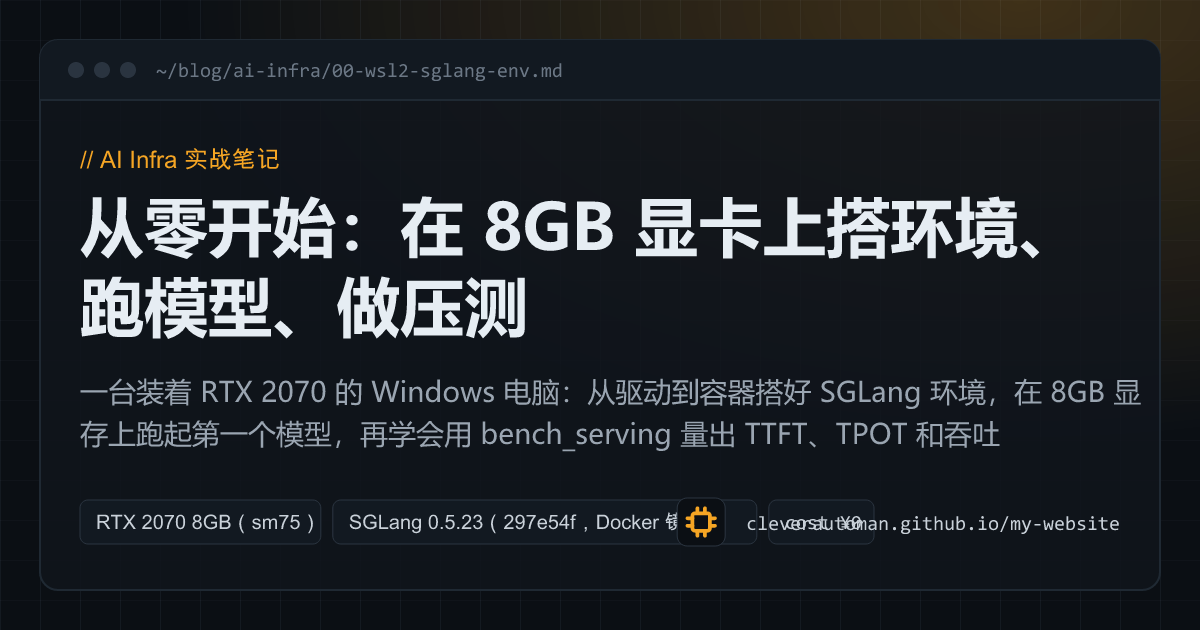 ~/blog/ai-infra/00-wsl2-sglang-env.md
// AI Infra 实战笔记
从零开始：在 8GB 显卡上搭环境、
跑模型、做压测
一台装着 RTX 2070 的 Windows 电脑：从驱动到容器搭好 SGLang 环境，在 8GB 显
存上跑起第一个模型，再学会用 bench_serving 量出 TTFT、TPOT 和吞吐
RTX 2070 8GB ( sm75 )
SGLang 0.5.23 ( 297e54f , Docker
cost ¥0
cleverautoman.github.io/my-website